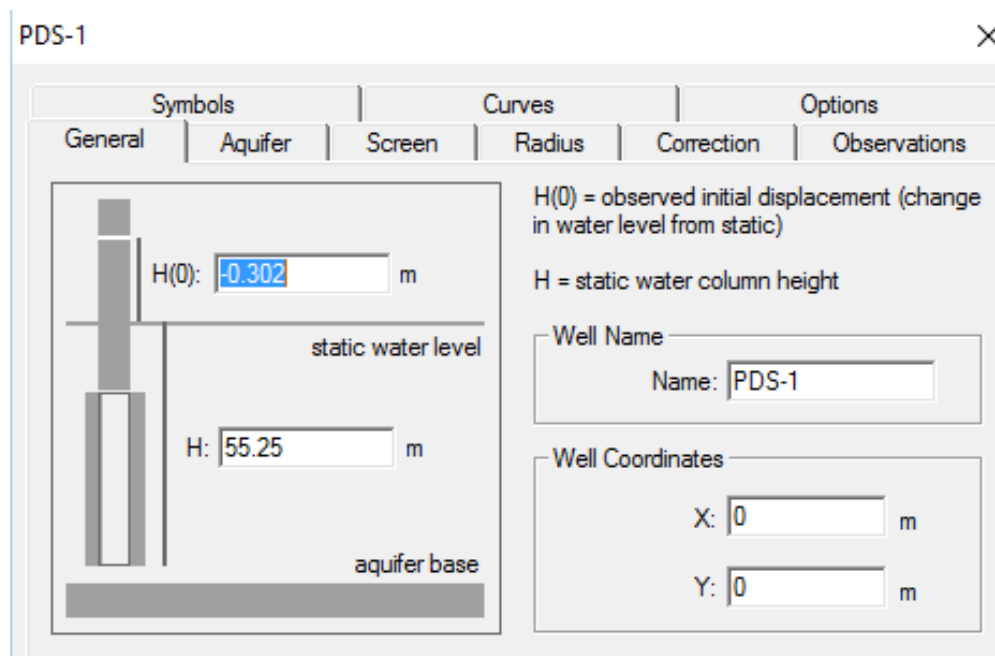 PDS-1
Symbols Curves Options
General Aquifer Screen Radius Correction Observations
H(0): -0.302 m
static water level
H: 55.25 m
aquifer base
H(0) = observed initial displacement (change
in water level from static)
H = static water column height
Well Name
Name: PDS-1
Well Coordinates
X: 0 m
Y: 0 m